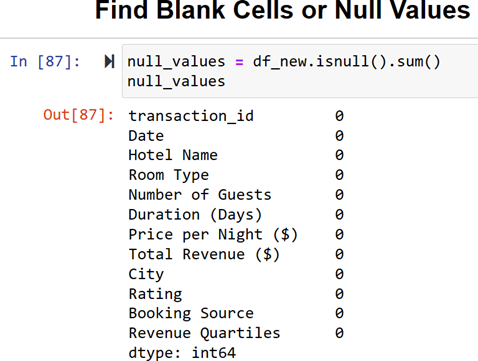 Find Blank Cells or Null Values
In [87]: null_values = df_new.isnull().sum()
null_values
Out[87]: transaction_id 0
Date 0
Hotel Name 0
Room Type 0
Number of Guests 0
Duration (Days) 0
Price per Night ($) 0
Total Revenue ($) 0
City 0
Rating 0
Booking Source 0
Revenue Quartiles 0
dtype: int64